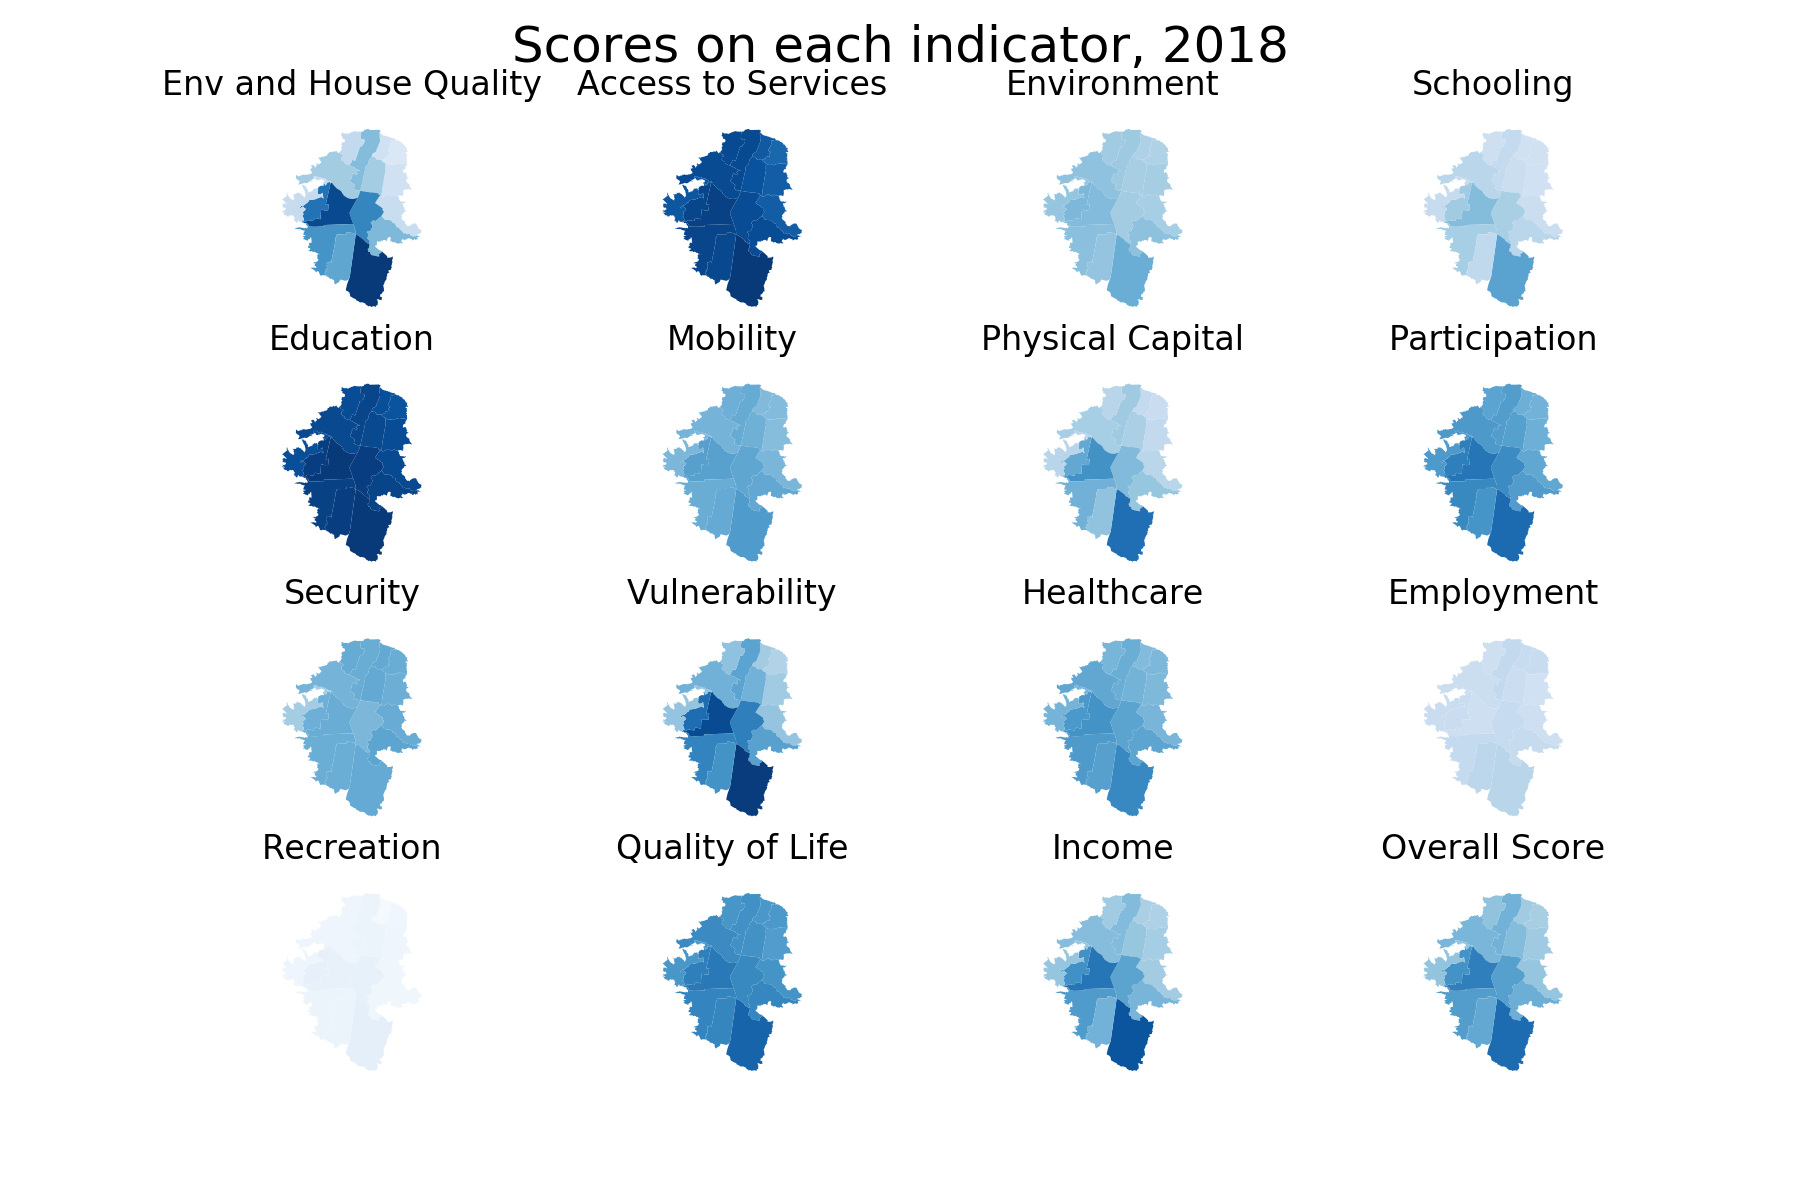 Scores on each indicator, 2018
Env and House Quality
Access to Services
Environment
Schooling
Education
Mobility
Physical Capital
Participation
Security
Vulnerability
Healthcare
Employment
Recreation
Quality of Life
Income
Overall Score